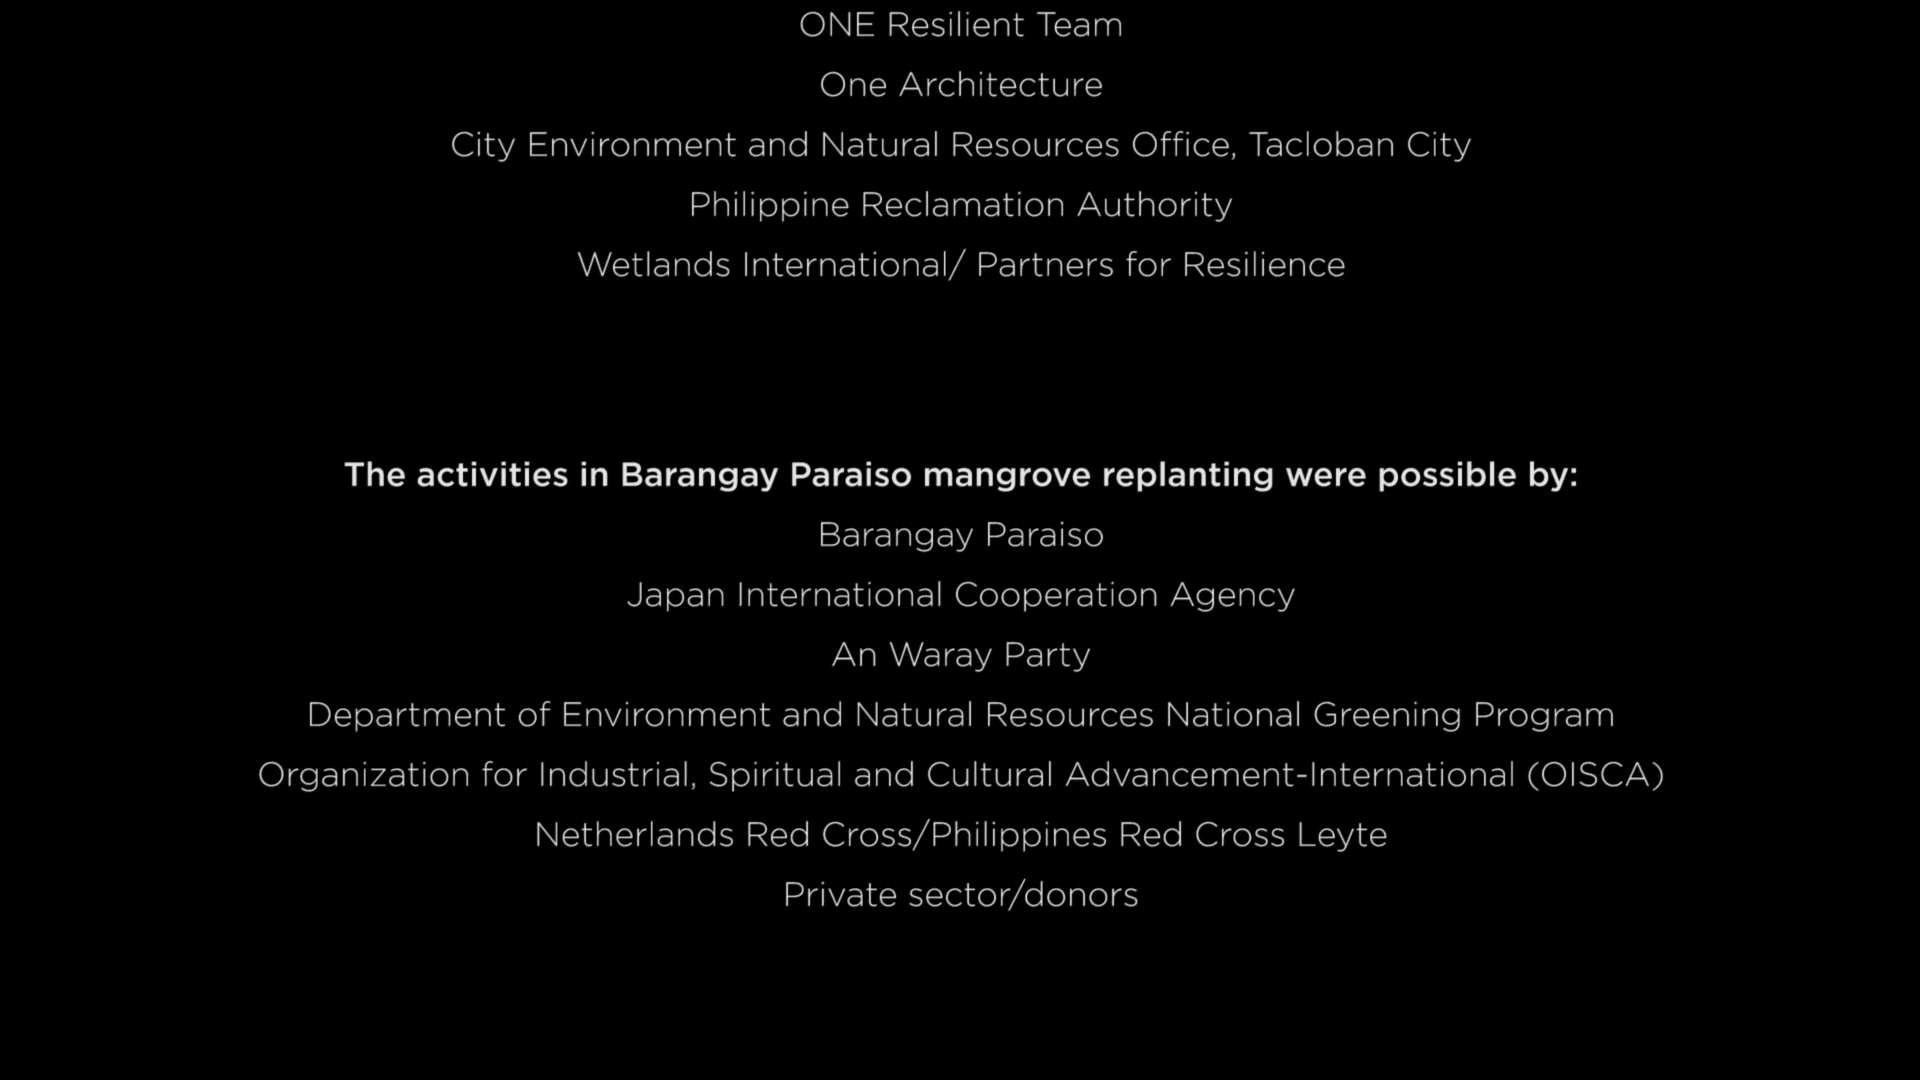 ONE Resilient Team
One Architecture
City Environment and Natural Resources Office, Tacloban City
Philippine Reclamation Authority
Wetlands International/ Partners for Resilience
The activities in Barangay Paraiso mangrove replanting were possible by:
Barangay Paraiso
Japan International Cooperation Agency
An Waray Party
Department of Environment and Natural Resources National Greening Program
Organization for Industrial, Spiritual and Cultural Advancement-International (OISCA)
Netherlands Red Cross/Philippines Red Cross Leyte
Private sector/donors